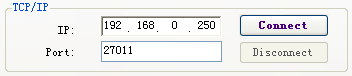 TCP/IP
IP: 192 . 168 . 0 . 250 Connect
Port: 27011 Disconnect